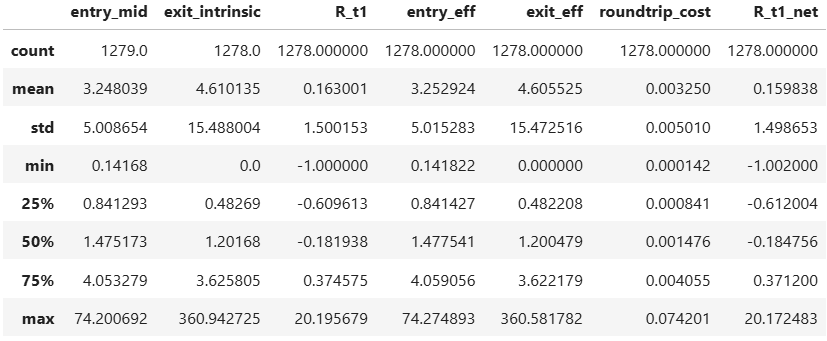 entry_mid exit_intrinsic R_t1 entry_eff exit_eff roundtrip_cost R_t1_net
count 1279.0 1278.0 1278.000000 1278.000000 1278.000000 1278.000000 1278.000000
mean 3.248039 4.610135 0.163001 3.252924 4.605525 0.003250 0.159838
std 5.008654 15.488004 1.500153 5.015283 15.472516 0.005010 1.498653
min 0.14168 0.0 -1.000000 0.141822 0.000000 0.000142 -1.002000
25% 0.841293 0.48269 -0.609613 0.841427 0.482208 0.000841 -0.612004
50% 1.475173 1.20168 -0.181938 1.477541 1.200479 0.001476 -0.184756
75% 4.053279 3.625805 0.374575 4.059056 3.622179 0.004055 0.371200
max 74.200692 360.942725 20.195679 74.274893 360.581782 0.074201 20.172483